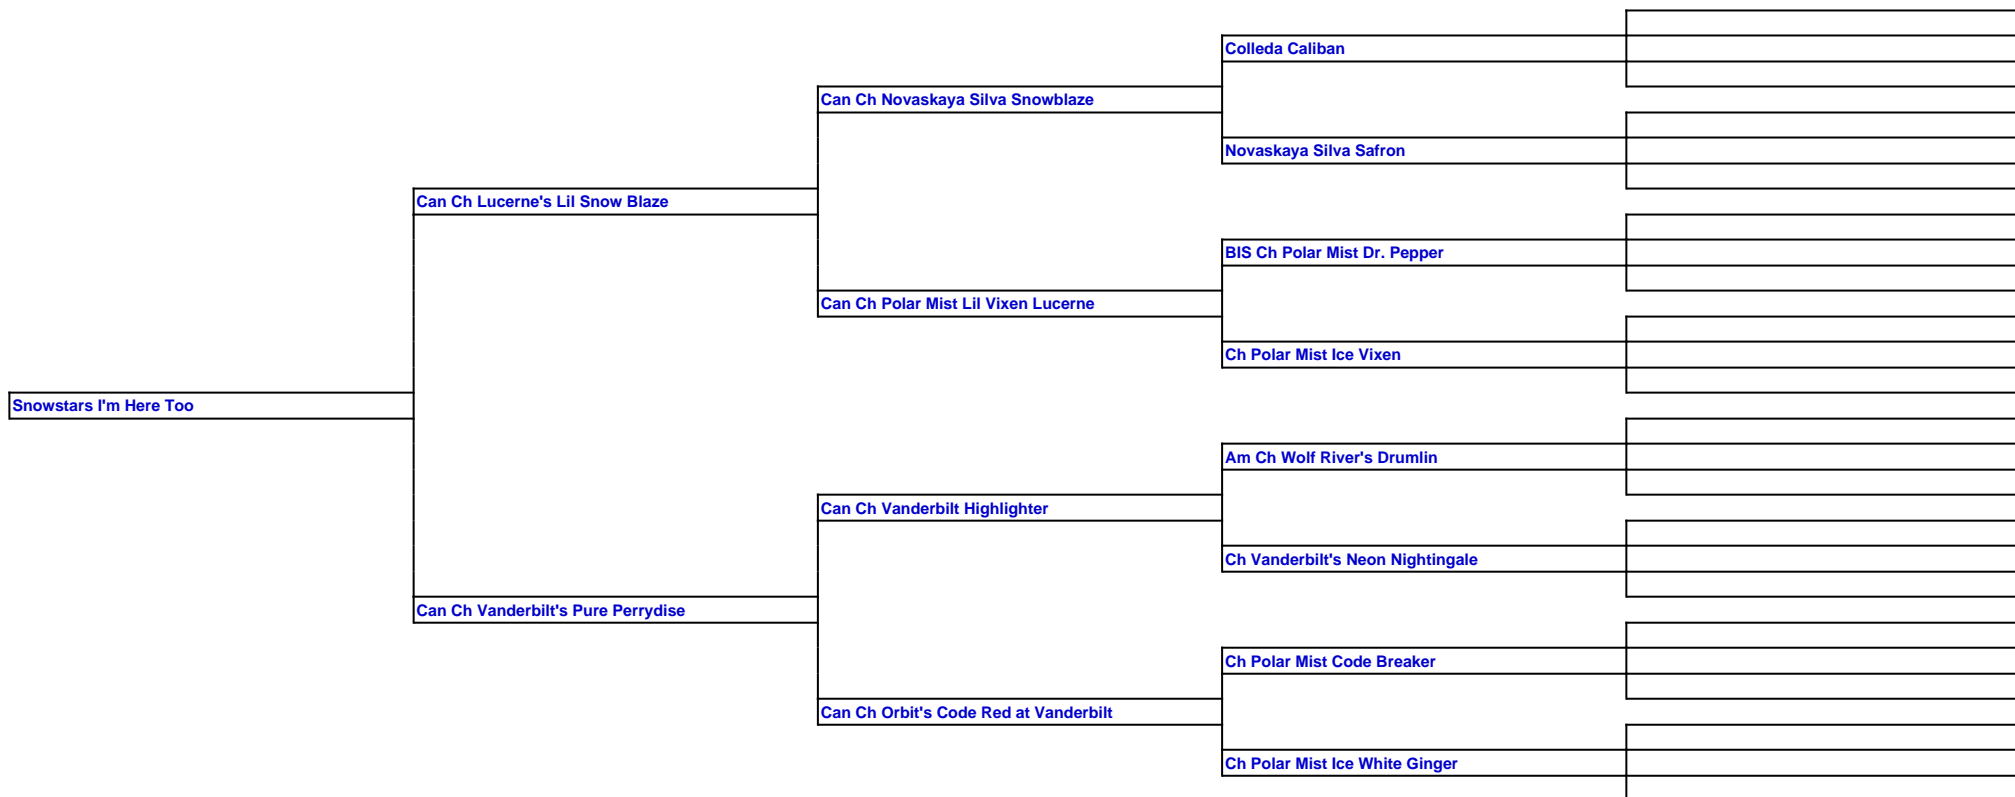 Colleda Caliban
Can Ch Novaskaya Silva Snowblaze
Novaskaya Silva Safron
Can Ch Lucerne's Lil Snow Blaze
BIS Ch Polar Mist Dr. Pepper
Can Ch Polar Mist Lil Vixen Lucerne
Ch Polar Mist Ice Vixen
Snowstars I'm Here Too
Am Ch Wolf River's Drumlin
Can Ch Vanderbilt Highlighter
Ch Vanderbilt's Neon Nightingale
Can Ch Vanderbilt's Pure Perrydise
Ch Polar Mist Code Breaker
Can Ch Orbit's Code Red at Vanderbilt
Ch Polar Mist Ice White Ginger